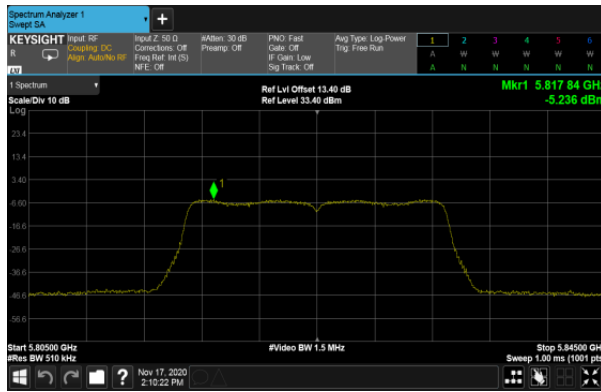 Spectrum Analyzer 1
Swept SA
KEYSIGHT Input: RF Input Z: 50 Ω #Atten: 30 dB PNO: Fast Avg Type: Log-Power 1 2 3 4 5 6
R Coupling: DC Corrections: Off Preamp: Off Gate: Off Trig: Free Run A W W W W W
Align: Auto/No RF Freq Ref: Int (S) IF Gain: Low
LXI NFE: Off Sig Track: Off A N N N N N
1 Spectrum Ref Lvl Offset 13.40 dB Mkr1 5.817 84 GHz
Scale/Div 10 dB Ref Level 33.40 dBm -5.236 dBm
Log
23.4
13.4
3.40
1
-6.60
-16.6
-26.6
-36.6
-46.6
-56.6
Start 5.80500 GHz #Video BW 1.5 MHz Stop 5.84500 GHz
#Res BW 510 kHz Sweep 1.00 ms (1001 pts)
? Nov 17, 2020
2:10:22 PM